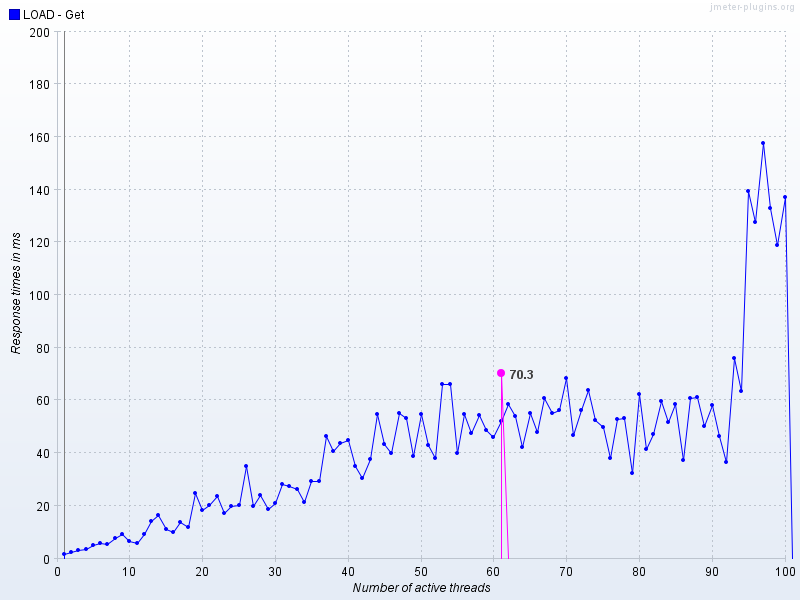 LOAD - Get
jmeter-plugins.org
200
180
160
140
120
100
80
60
40
20
0
Response times in ms
70.3
0 10 20 30 40 50 60 70 80 90 100
Number of active threads